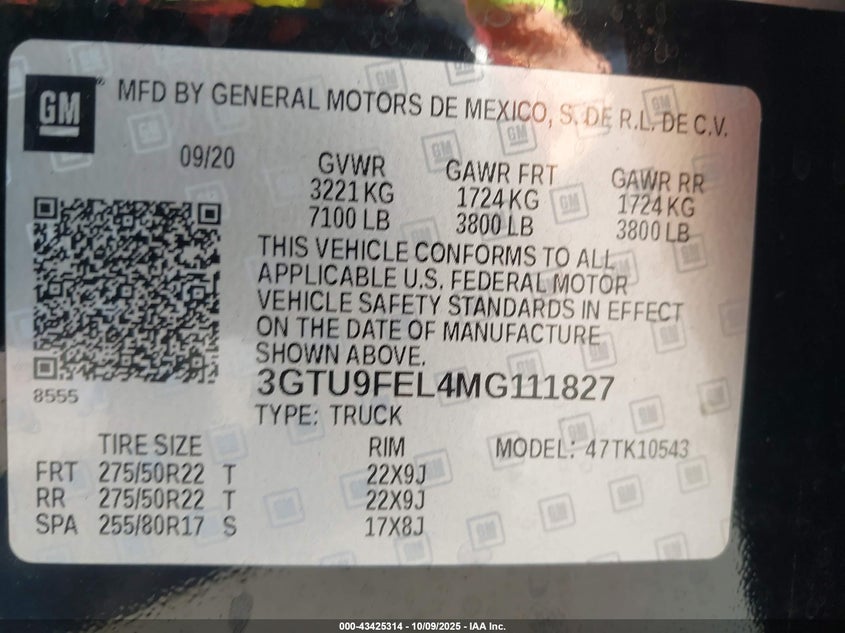 GM
MFD BY GENERAL MOTORS DE MEXICO, S. DE R.L. DE C.V.
09/20
GVWR GAWR FRT GAWR RR
3221 KG 1724 KG 1724 KG
7100 LB 3800 LB 3800 LB
THIS VEHICLE CONFORMS TO ALL
APPLICABLE U.S. FEDERAL MOTOR
VEHICLE SAFETY STANDARDS IN EFFECT
ON THE DATE OF MANUFACTURE
SHOWN ABOVE.
8555
3GTU9FEL4MG111827
TYPE: TRUCK
TIRE SIZE RIM MODEL: 47TK10543
FRT 275/50R22 T 22X9J
RR 275/50R22 T 22X9J
SPA 255/80R17 S 17X8J
000-43425314 - 10/09/2025 - IAA Inc.